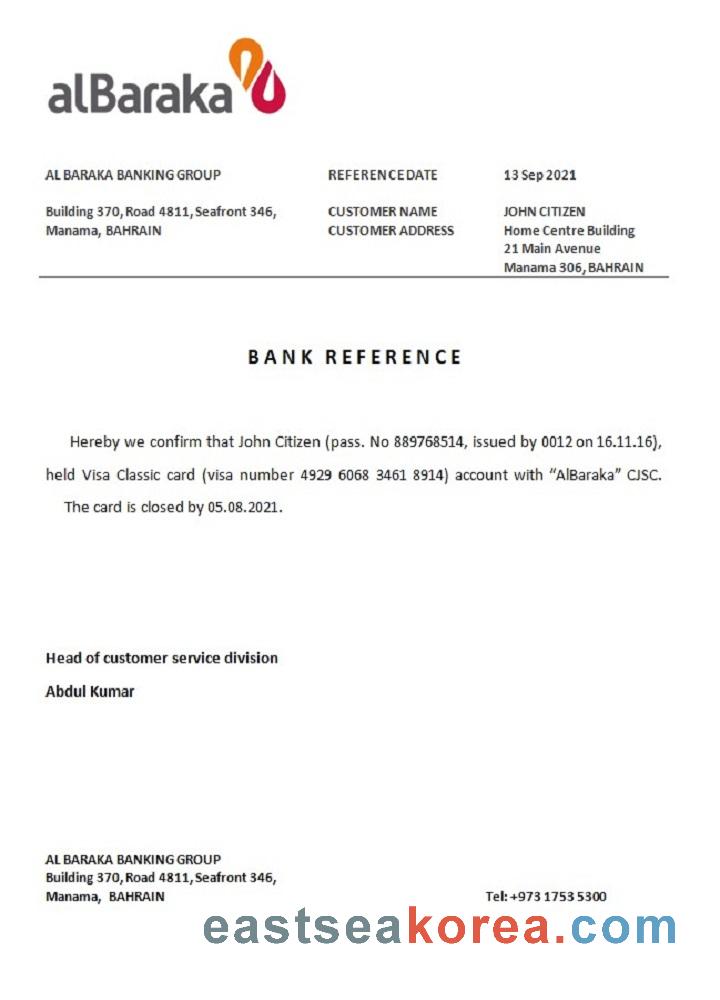 alBaraka
AL BARAKA BANKING GROUP REFERENCE DATE 13 Sep 2021
Building 370, Road 4811, Seafront 346, CUSTOMER NAME JOHN CITIZEN
Manama, BAHRAIN CUSTOMER ADDRESS Home Centre Building
21 Main Avenue
Manama 306, BAHRAIN
BANK REFERENCE
Hereby we confirm that John Citizen (pass. No 889768514, issued by 0012 on 16.11.16),
held Visa Classic card (visa number 4929 6068 3461 8914) account with “AlBaraka” CJSC.
The card is closed by 05.08.2021.
Head of customer service division
Abdul Kumar
AL BARAKA BANKING GROUP
Building 370, Road 4811, Seafront 346,
Manama, BAHRAIN Tel: +973 1753 5300
eastseakorea.com